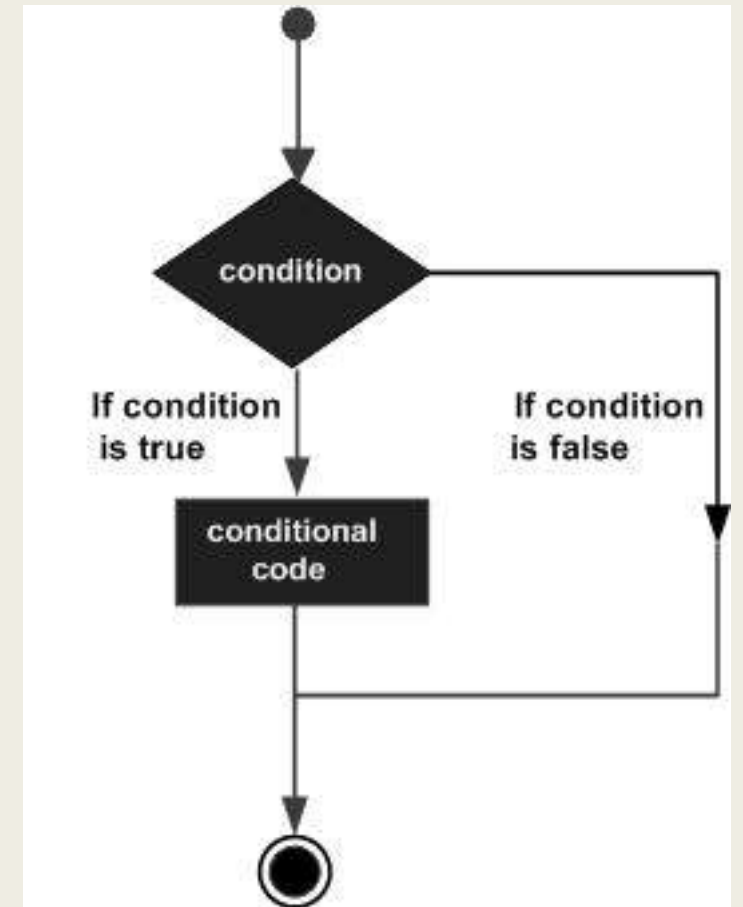 condition
If condition
is true
If condition
is false
conditional
code